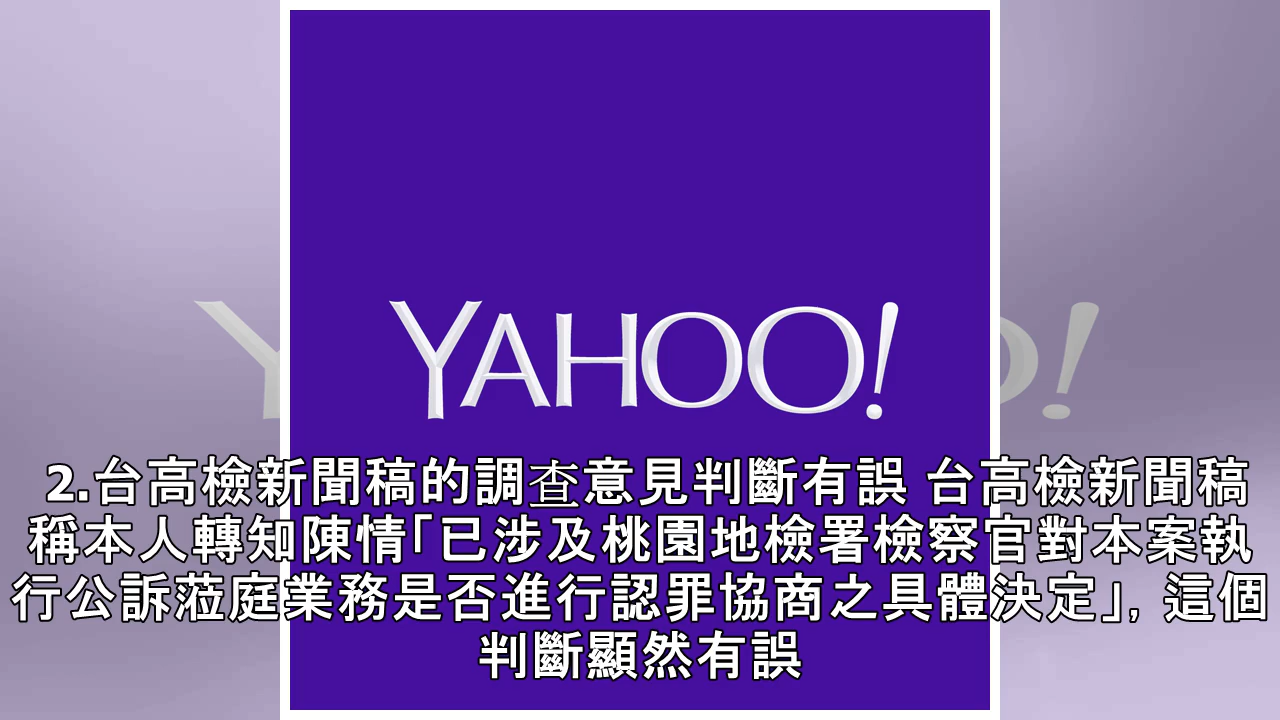 YAHOO!
2.台高檢新聞稿的調查意見判斷有誤 台高檢新聞稿
稱本人轉知陳情「已涉及桃園地檢署檢察官對本案執
行公訴蒞庭業務是否進行認罪協商之具體決定」, 這個
判斷顯然有誤